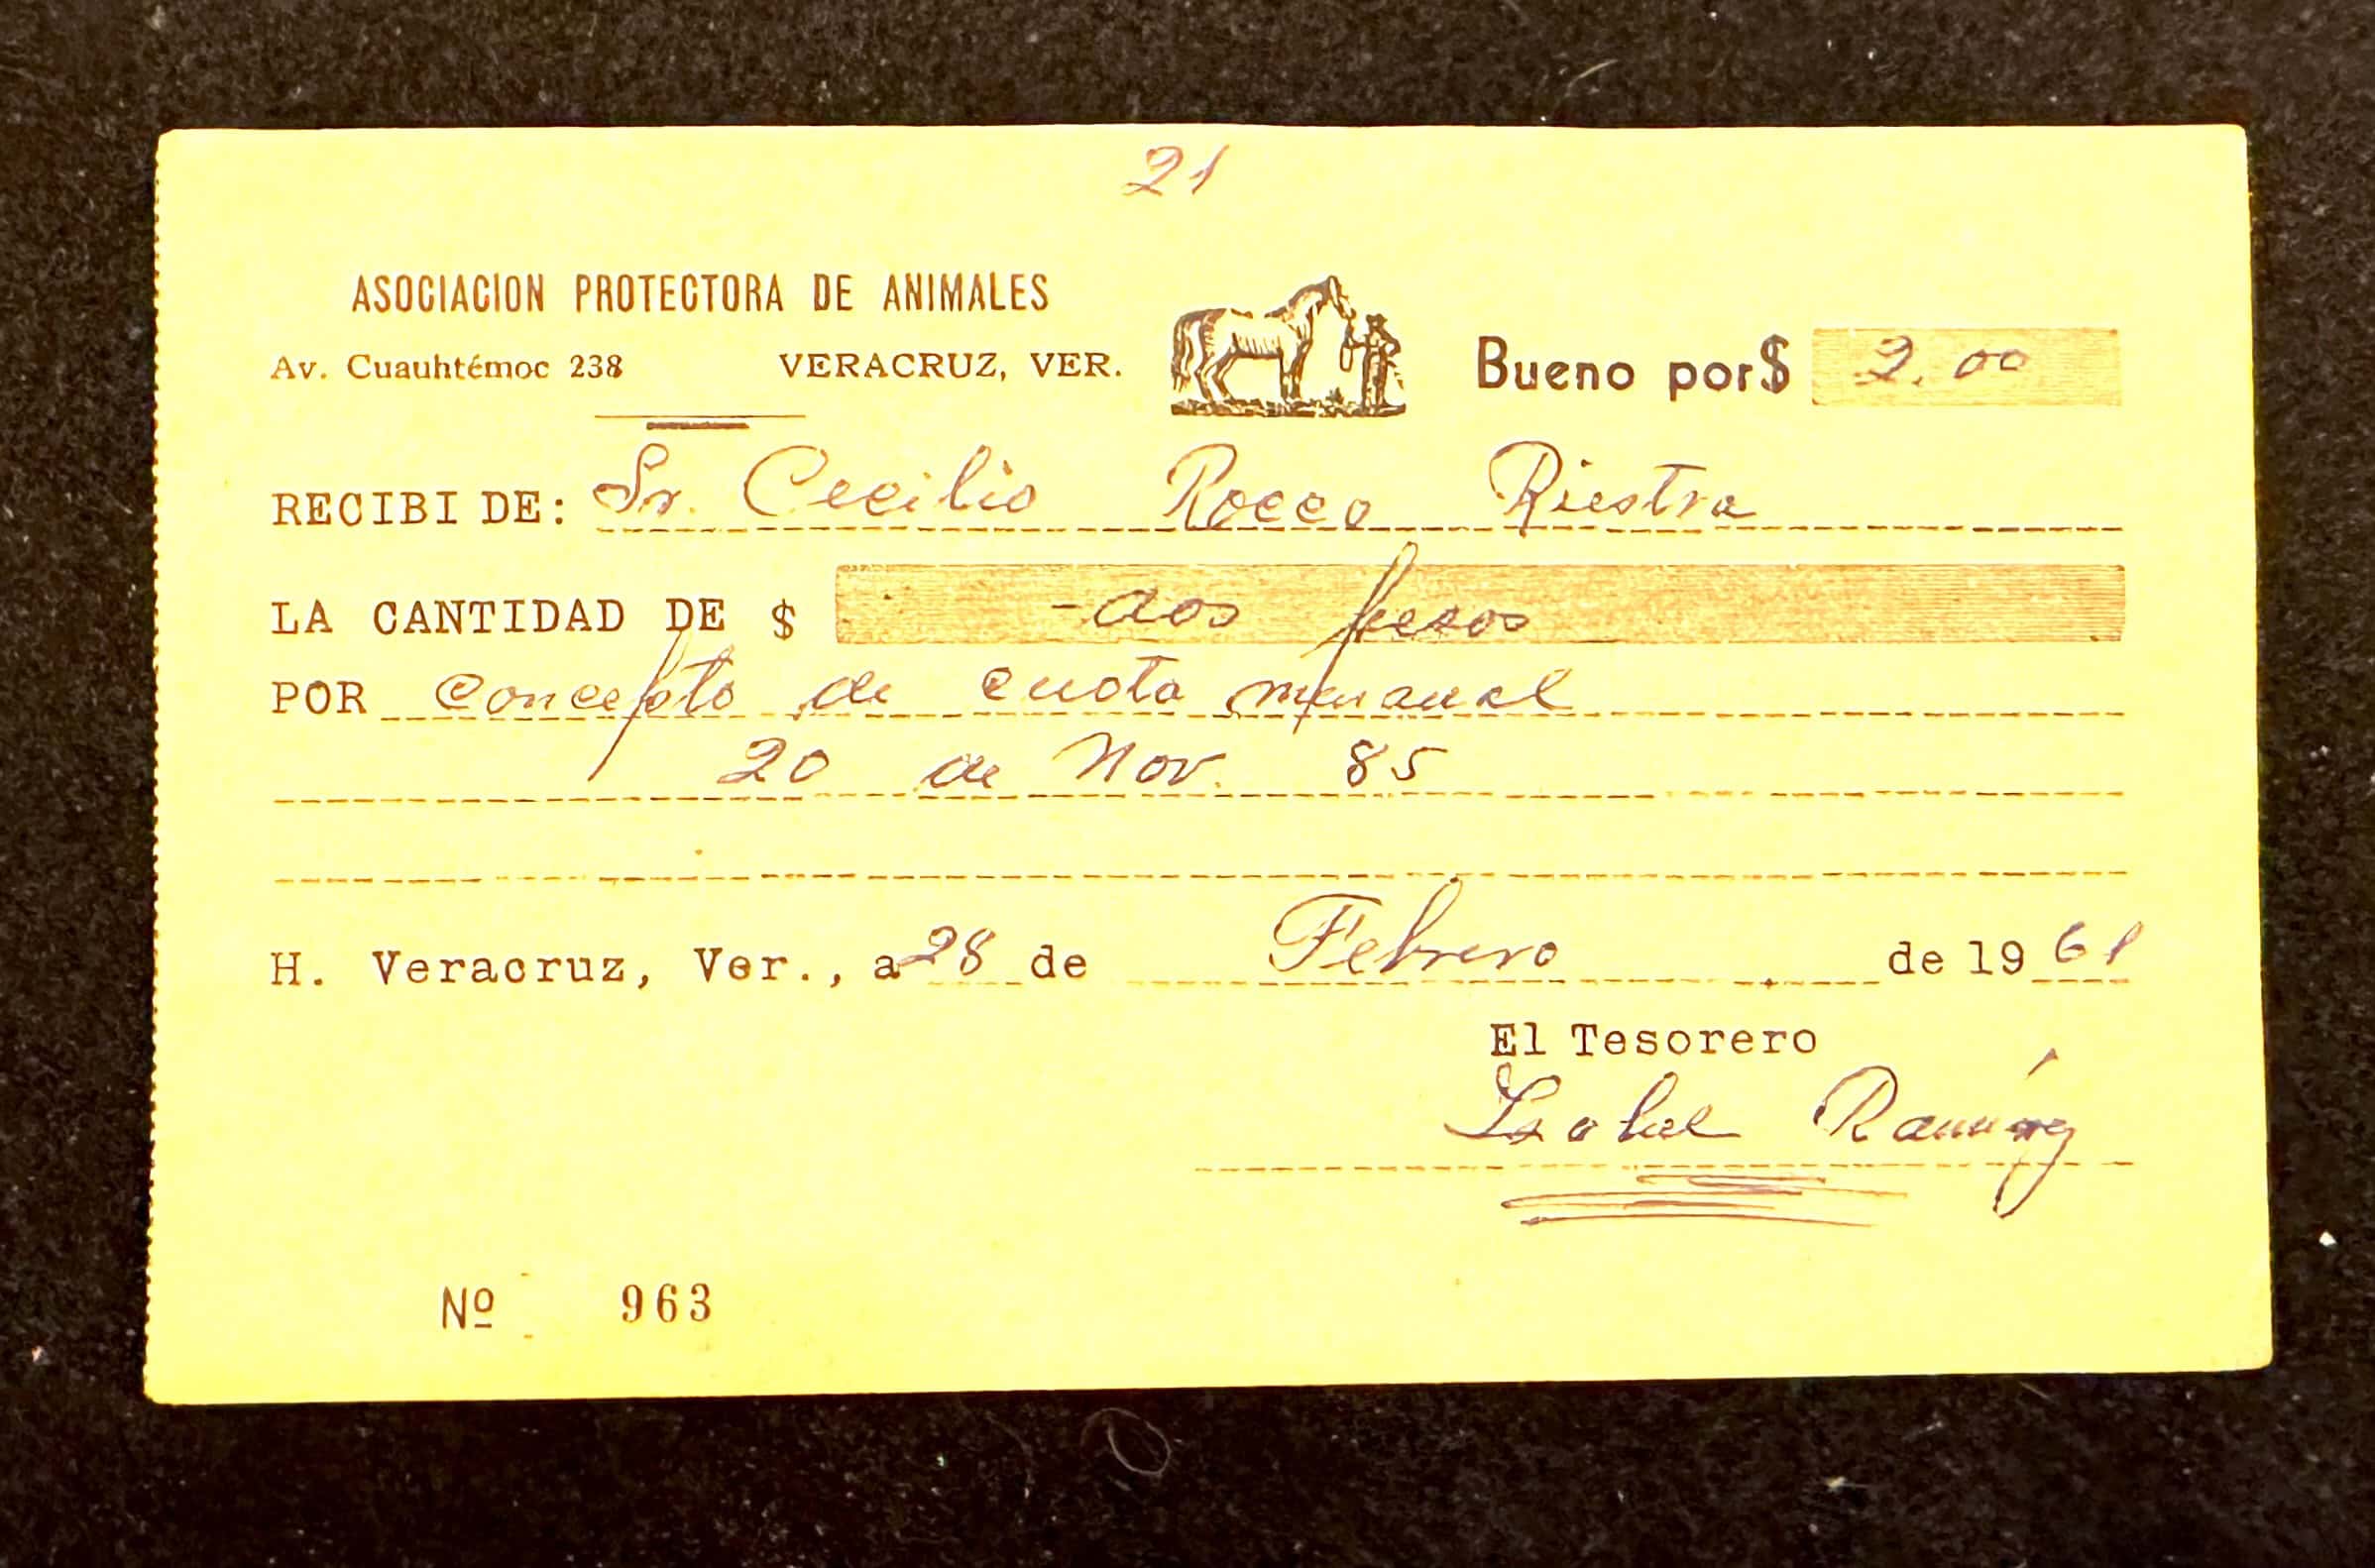 21
ASOCIACION PROTECTORA DE ANIMALES
Av. Cuauhtémoc 238 VERACRUZ, VER.
Bueno por $ 2.00
RECIBI DE: Sr. Cecilio Rocco Riestra
LA CANTIDAD DE $ - dos pesos
POR concepto de cuota mensual
20 de Nov. 85
H. Veracruz, Ver., a 28 de Febrero de 1961
El Tesorero
Isabel Ramírez
Nº 963